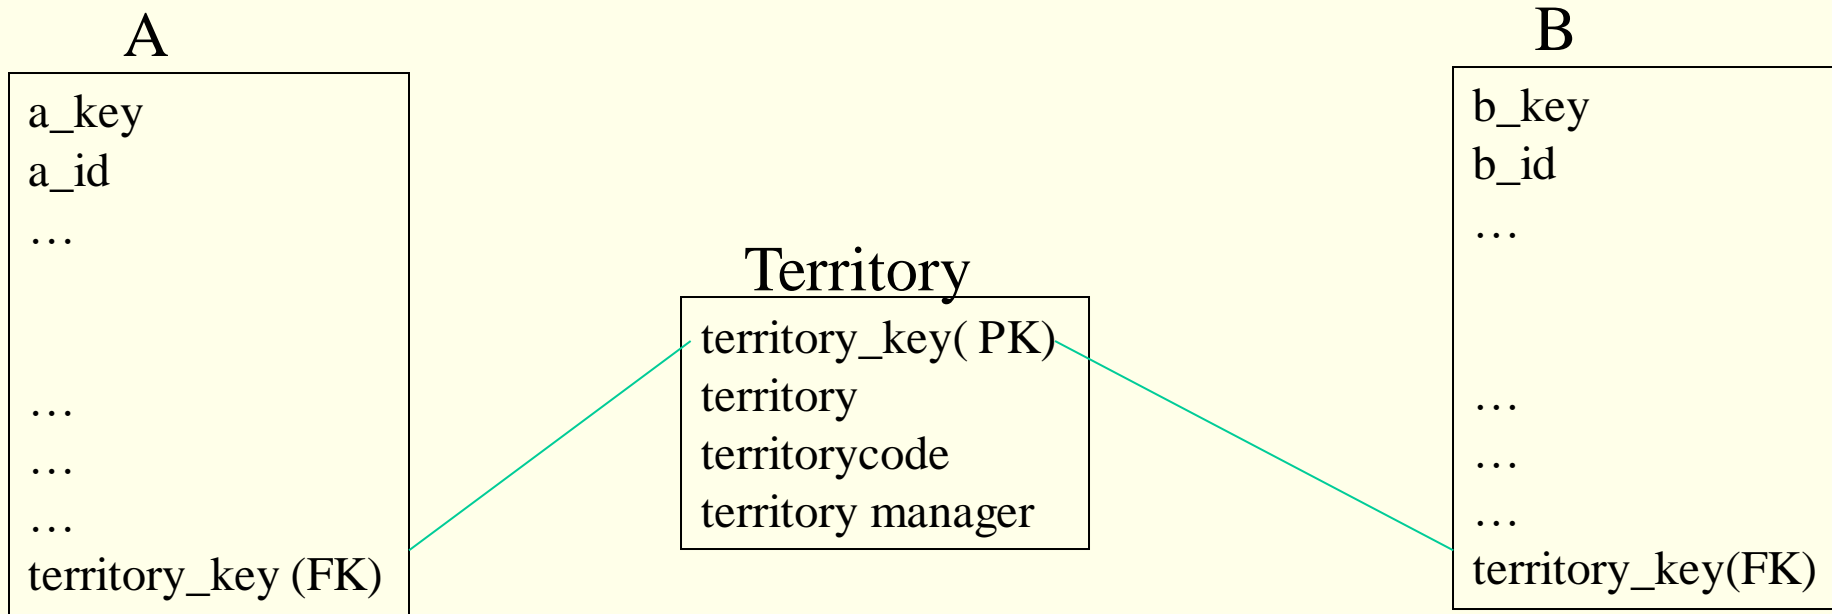 A
a_key
a_id
…
…
…
…
territory_key (FK)
Territory
territory_key( PK)
territory
territorycode
territory manager
B
b_key
b_id
…
…
…
…
territory_key(FK)